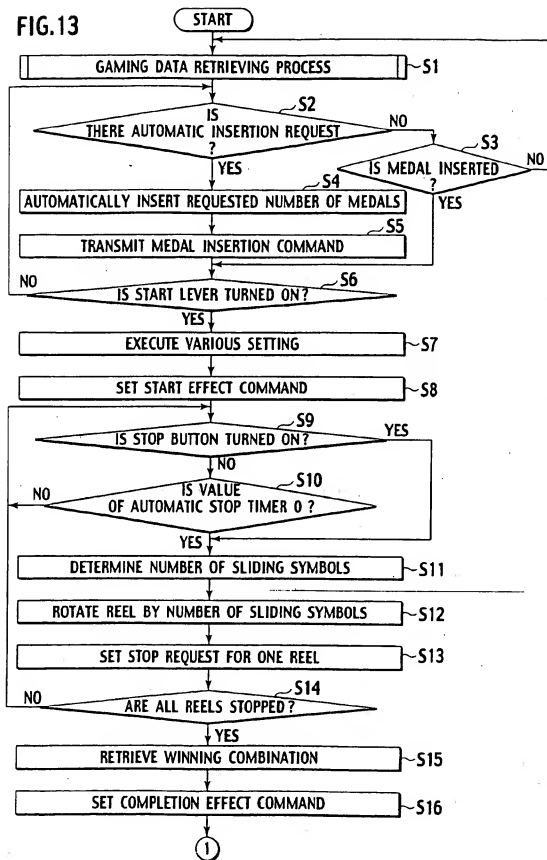 FIG.13
START
GAMING DATA RETRIEVING PROCESS
S1
IS
THERE AUTOMATIC INSERTION REQUEST
?
S2
NO
YES
IS MEDAL INSERTED
?
S3
NO
YES
AUTOMATICALLY INSERT REQUESTED NUMBER OF MEDALS
S4
TRANSMIT MEDAL INSERTION COMMAND
S5
IS START LEVER TURNED ON?
S6
NO
YES
EXECUTE VARIOUS SETTING
S7
SET START EFFECT COMMAND
S8
IS STOP BUTTON TURNED ON?
S9
YES
NO
IS VALUE
OF AUTOMATIC STOP TIMER 0 ?
S10
NO
YES
DETERMINE NUMBER OF SLIDING SYMBOLS
S11
ROTATE REEL BY NUMBER OF SLIDING SYMBOLS
S12
SET STOP REQUEST FOR ONE REEL
S13
ARE ALL REELS STOPPED?
S14
NO
YES
RETRIEVE WINNING COMBINATION
S15
SET COMPLETION EFFECT COMMAND
S16
1